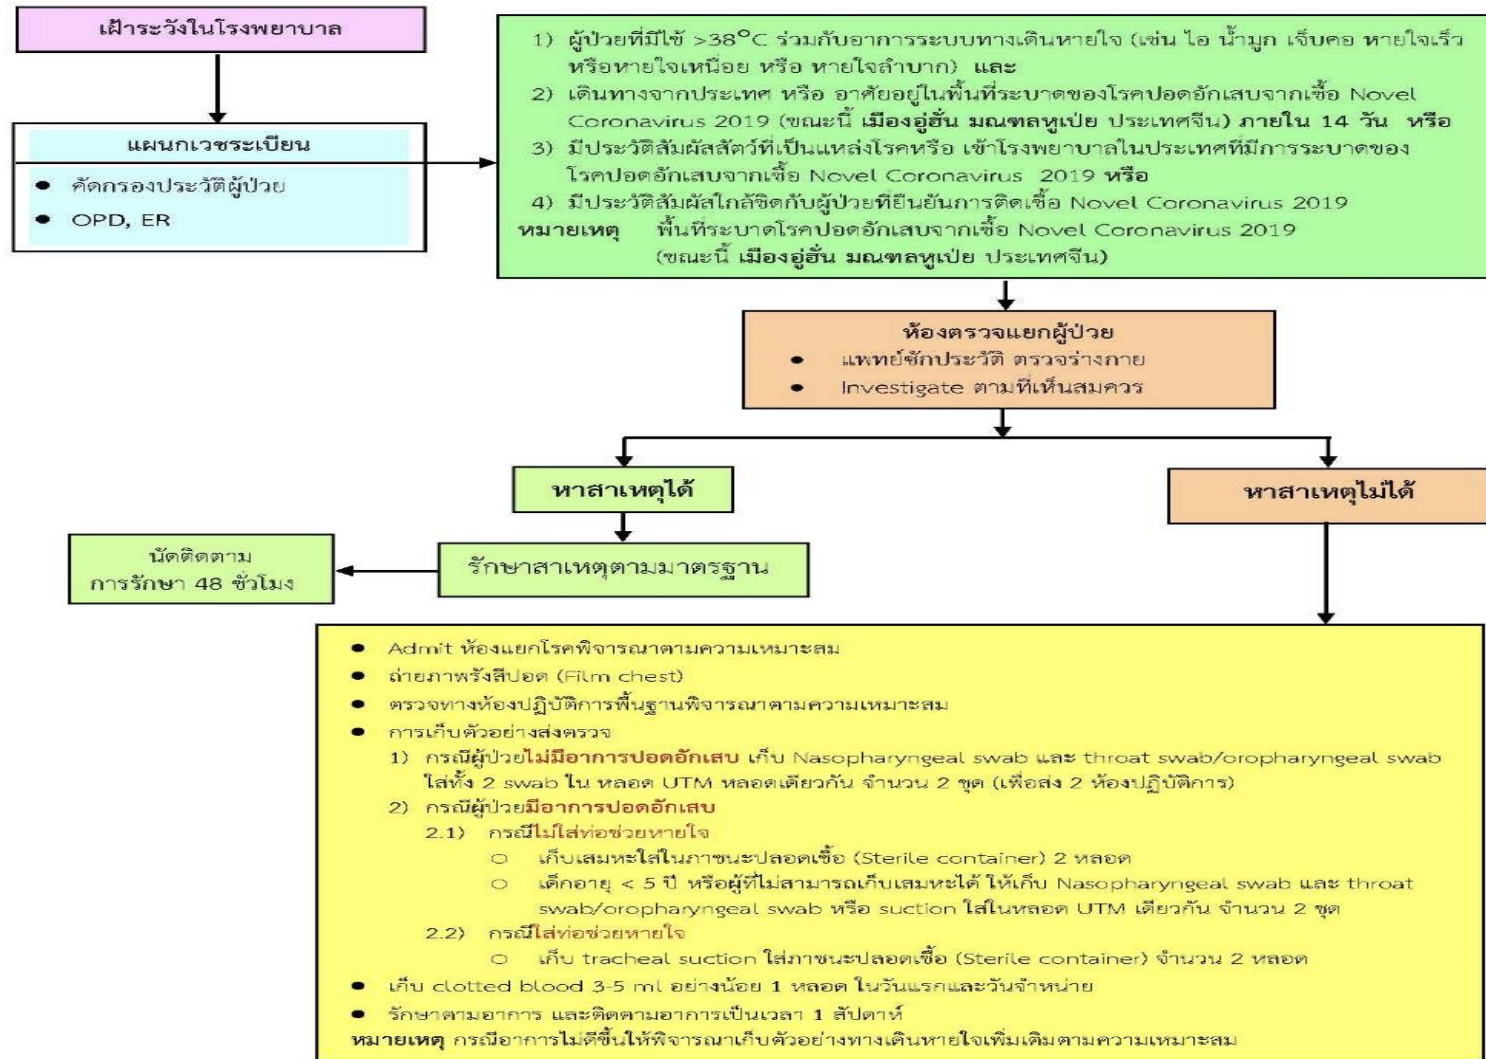 เฝ้าระวังในโรงพยาบาล
แผนกเวชระเบียน
● คัดกรองประวัติผู้ป่วย
● OPD, ER
1) ผู้ป่วยที่มีไข้ >38°C ร่วมกับอาการระบบทางเดินหายใจ (เช่น ไอ น้ำมูก เจ็บคอ หายใจเร็ว
หรือหายใจเหนื่อย หรือ หายใจลำบาก) และ
2) เดินทางจากประเทศ หรือ อาศัยอยู่ในพื้นที่ระบาดของโรคปอดอักเสบจากเชื้อ Novel
Coronavirus 2019 (ขณะนี้ เมืองอู่ฮั่น มณฑลหูเป่ย ประเทศจีน) ภายใน 14 วัน หรือ
3) มีประวัติสัมผัสสัตว์ที่เป็นแหล่งโรคหรือ เข้าโรงพยาบาลในประเทศที่มีการระบาดของ
โรคปอดอักเสบจากเชื้อ Novel Coronavirus 2019 หรือ
4) มีประวัติสัมผัสใกล้ชิดกับผู้ป่วยที่ยืนยันการติดเชื้อ Novel Coronavirus 2019
หมายเหตุ พื้นที่ระบาดโรคปอดอักเสบจากเชื้อ Novel Coronavirus 2019
(ขณะนี้ เมืองอู่ฮั่น มณฑลหูเป่ย ประเทศจีน)
ห้องตรวจแยกผู้ป่วย
● แพทย์ซักประวัติ ตรวจร่างกาย
● Investigate ตามที่เห็นสมควร
หาสาเหตุได้
หาสาเหตุไม่ได้
รักษาสาเหตุตามมาตรฐาน
นัดติดตาม
การรักษา 48 ชั่วโมง
● Admit ห้องแยกโรคพิจารณาตามความเหมาะสม
● ถ่ายภาพรังสีปอด (Film chest)
● ตรวจทางห้องปฏิบัติการพื้นฐานพิจารณาตามความเหมาะสม
● การเก็บตัวอย่างส่งตรวจ
1) กรณีผู้ป่วยไม่มีอาการปอดอักเสบ เก็บ Nasopharyngeal swab และ throat swab/oropharyngeal swab
ใส่ทั้ง 2 swab ใน หลอด UTM หลอดเดียวกัน จำนวน 2 ชุด (เพื่อส่ง 2 ห้องปฏิบัติการ)
2) กรณีผู้ป่วยมีอาการปอดอักเสบ
2.1) กรณีไม่ใส่ท่อช่วยหายใจ
○ เก็บเสมหะใส่ในภาชนะปลอดเชื้อ (Sterile container) 2 หลอด
○ เด็กอายุ < 5 ปี หรือผู้ที่ไม่สามารถเก็บเสมหะได้ ให้เก็บ Nasopharyngeal swab และ throat
swab/oropharyngeal swab หรือ suction ใส่ในหลอด UTM เดียวกัน จำนวน 2 ชุด
2.2) กรณีใส่ท่อช่วยหายใจ
○ เก็บ tracheal suction ใส่ภาชนะปลอดเชื้อ (Sterile container) จำนวน 2 หลอด
● เก็บ clotted blood 3-5 ml อย่างน้อย 1 หลอด ในวันแรกและวันจำหน่าย
● รักษาตามอาการ และติดตามอาการเป็นเวลา 1 สัปดาห์
หมายเหตุ กรณีอาการไม่ดีขึ้นให้พิจารณาเก็บตัวอย่างทางเดินหายใจเพิ่มเติมตามความเหมาะสม